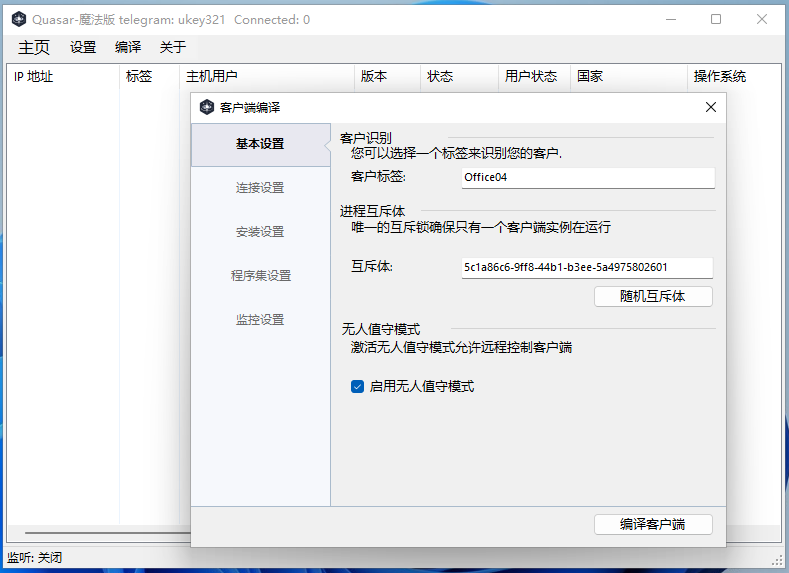 Quasar-魔法版 telegram: ukey321 Connected: 0
主页 设置 编译 关于
IP 地址 标签 主机用户 版本 状态 用户状态 国家 操作系统
客户端编译
基本设置
连接设置
安装设置
程序集设置
监控设置
客户识别
您可以选择一个标签来识别您的客户.
客户标签: Office04
进程互斥体
唯一的互斥锁确保只有一个客户端实例在运行
互斥体: 5c1a86c6-9ff8-44b1-b3ee-5a4975802601
随机互斥体
无人值守模式
激活无人值守模式允许远程控制客户端
启用无人值守模式
编译客户端
监听: 关闭